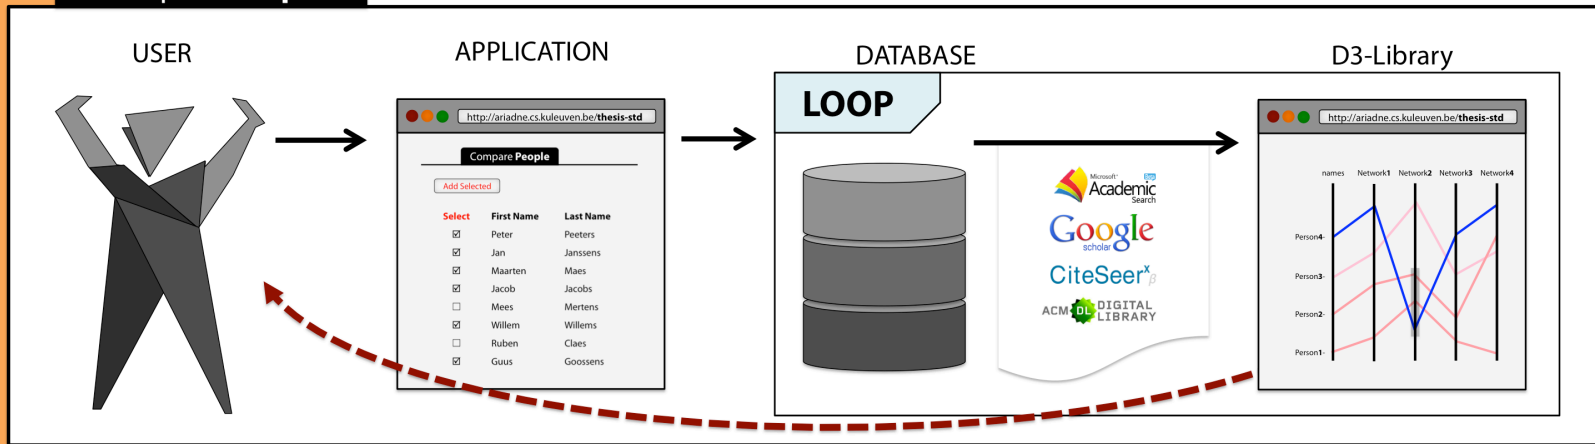 USER
APPLICATION
DATABASE
D3-Library
http://ariadne.cs.kuleuven.be/thesis-std
Compare People
Add Selected
Select First Name Last Name
Peter Peeters
Jan Janssens
Maarten Maes
Jacob Jacobs
Mees Mertens
Willem Willems
Ruben Claes
Guus Goossens
LOOP
Microsoft®
Academic
Search
Google
scholar
CiteSeerx β
ACM DL DIGITAL
LIBRARY
http://ariadne.cs.kuleuven.be/thesis-std
names Network1 Network2 Network3 Network4
Person4-
Person3-
Person2-
Person1-